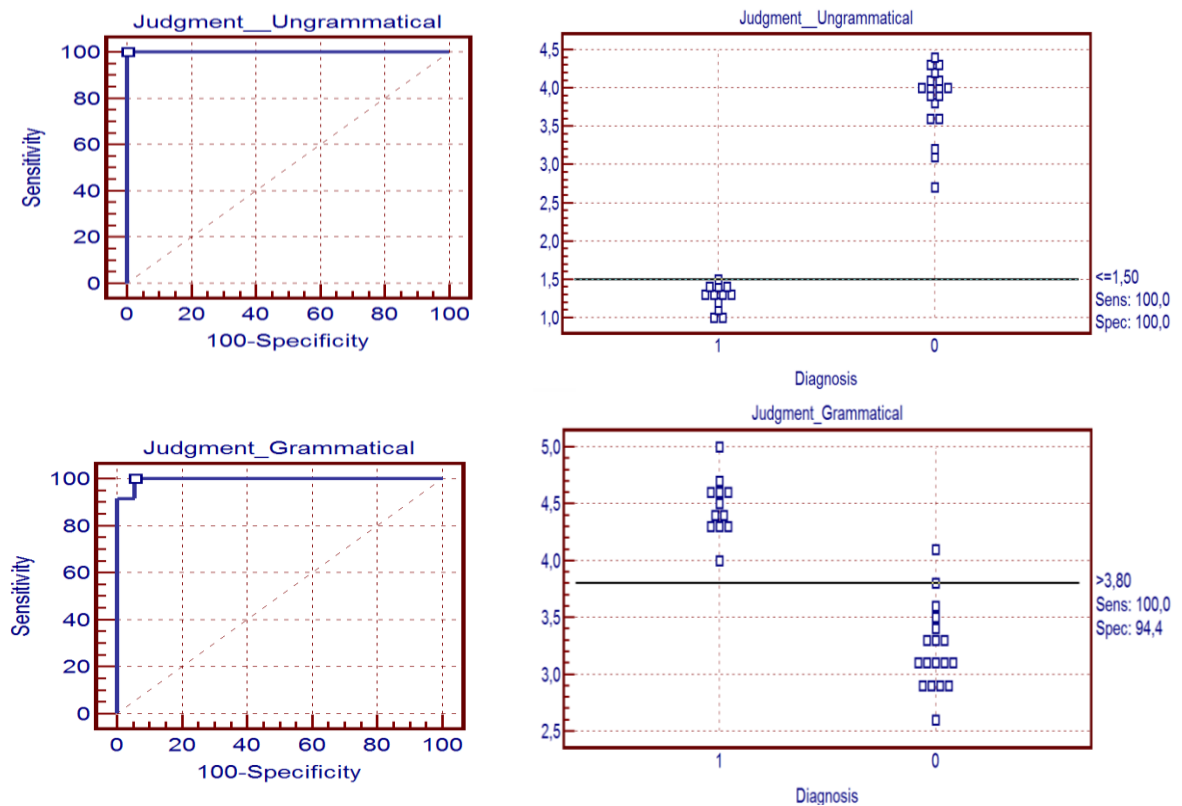 Judgment__Ungrammatical
100
80
60
40
20
0
Sensitivity
0 20 40 60 80 100
100-Specificity
Judgment__Ungrammatical
4,5
4,0
3,5
3,0
2,5
2,0
1,5
1,0
<=1,50
Sens: 100,0
Spec: 100,0
1 0
Diagnosis
Judgment_Grammatical
100
80
60
40
20
0
Sensitivity
0 20 40 60 80 100
100-Specificity
Judgment_Grammatical
5,0
4,5
4,0
3,5
3,0
2,5
>3,80
Sens: 100,0
Spec: 94,4
1 0
Diagnosis